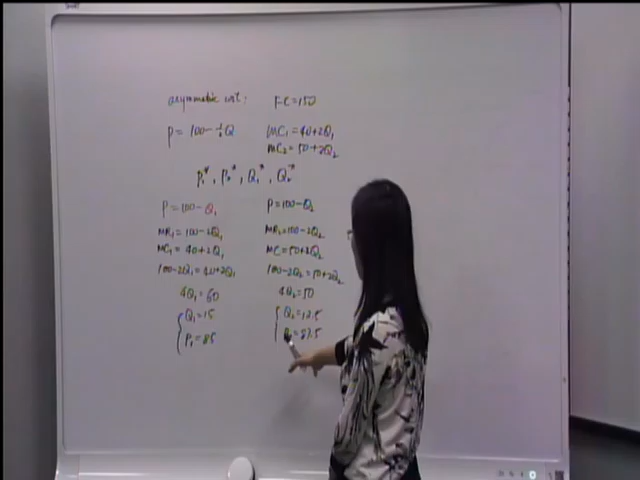 asymmetric cost: FC=150
P=100-½Q MC₁=40+2Q₁
MC₂=50+2Q₂
P₁*, P₂*, Q₁*, Q₂*
P=100-Q₁
MR₁=100-2Q₁
MC₁=40+2Q₁
100-2Q₁=40+2Q₁
4Q₁=60
Q₁=15
P₁=85
P=100-Q₂
MR₂=100-2Q₂
MC=50+2Q₂
100-2Q₂=50+2Q₂
4Q₂=50
Q₂=12.5
=87.5